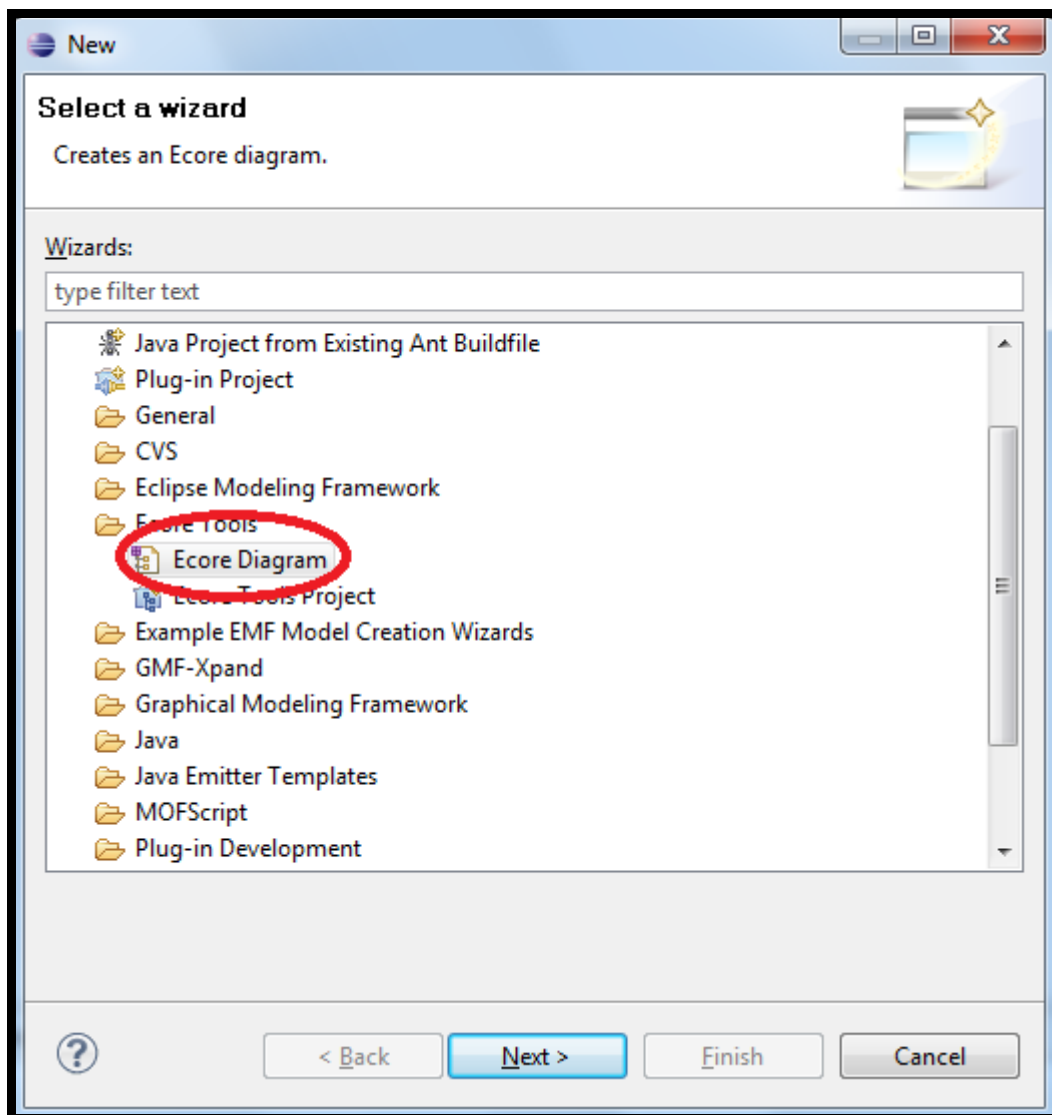 New
Select a wizard
Creates an Ecore diagram.
Wizards:
type filter text
Java Project from Existing Ant Buildfile
Plug-in Project
General
CVS
Eclipse Modeling Framework
Ecore Tools
Ecore Diagram
Ecore Tools Project
Example EMF Model Creation Wizards
GMF-Xpand
Graphical Modeling Framework
Java
Java Emitter Templates
MOFScript
Plug-in Development
? < Back Next > Finish Cancel